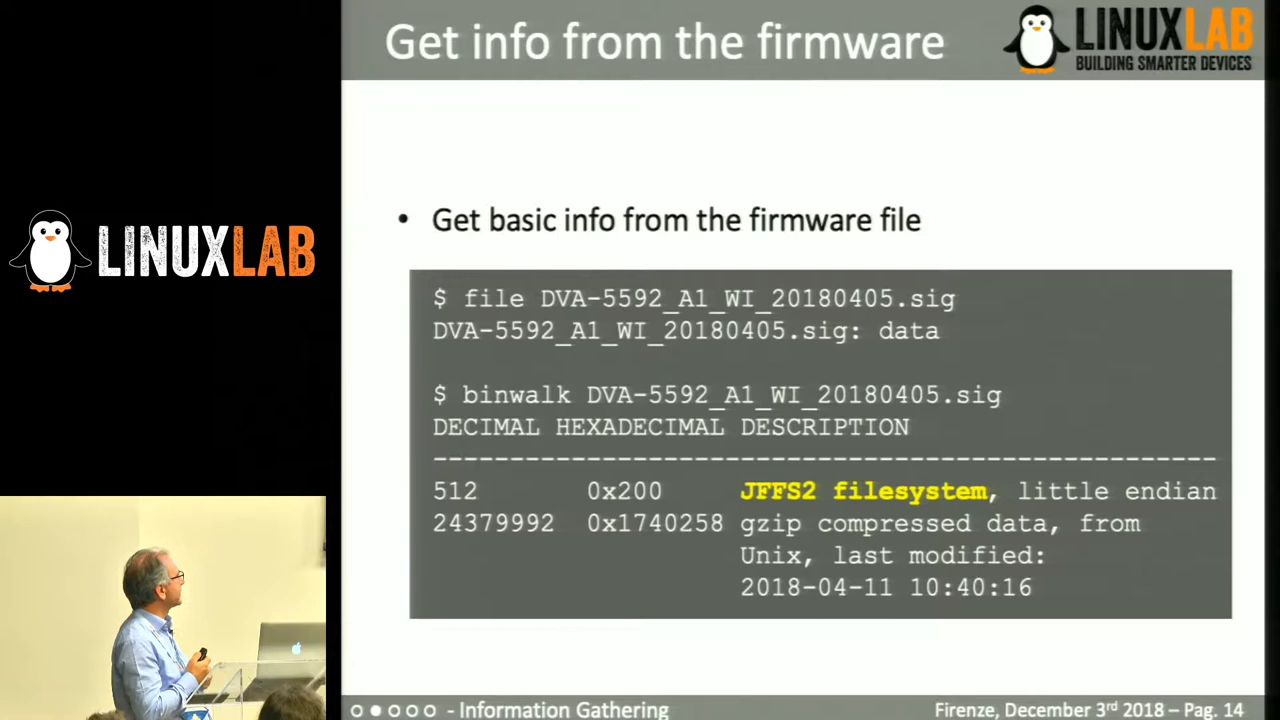 Get info from the firmware
LINUXLAB
BUILDING SMARTER DEVICES
LINUXLAB
• Get basic info from the firmware file
$ file DVA-5592_A1_WI_20180405.sig
DVA-5592_A1_WI_20180405.sig: data
$ binwalk DVA-5592_A1_WI_20180405.sig
DECIMAL HEXADECIMAL DESCRIPTION
---------------------------------------------------
512 0x200 JFFS2 filesystem, little endian
24379992 0x1740258 gzip compressed data, from
Unix, last modified:
2018-04-11 10:40:16
- Information Gathering
Firenze, December 3rd 2018 – Pag. 14